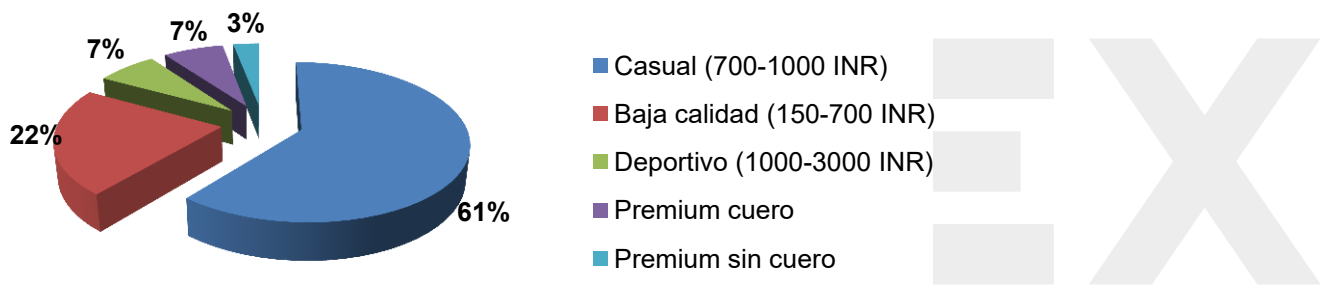 3%
7%
7%
22%
61%
Casual (700-1000 INR)
Baja calidad (150-700 INR)
Deportivo (1000-3000 INR)
Premium cuero
Premium sin cuero
EX